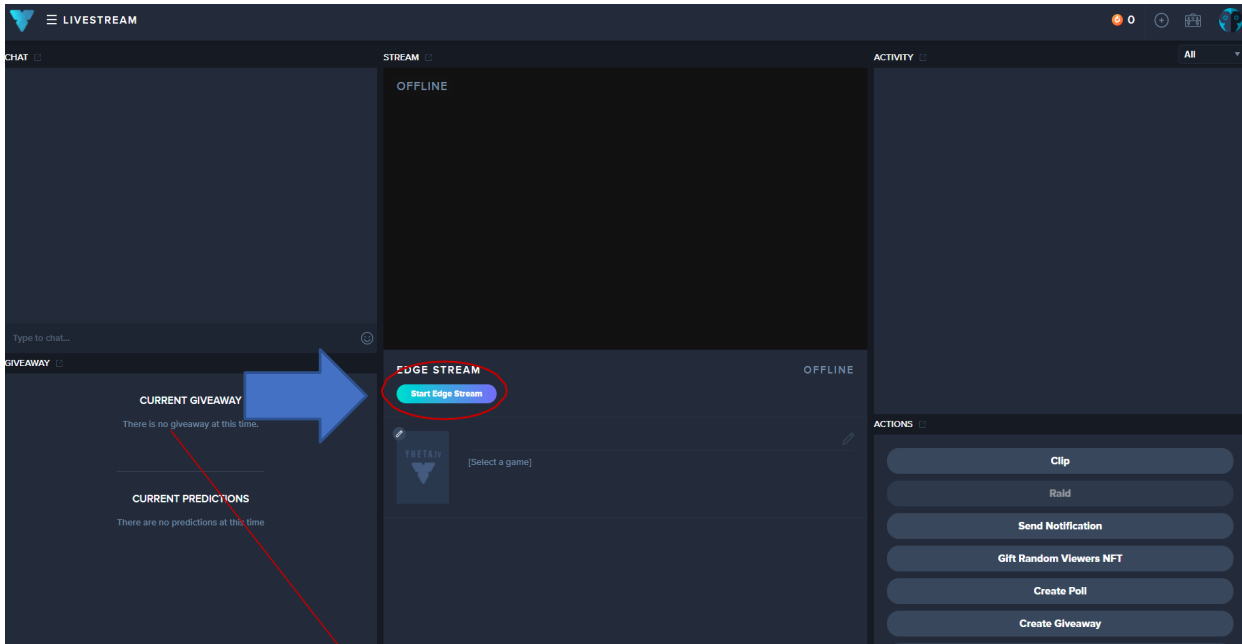 LIVESTREAM
0
CHAT
Type to chat...
GIVEAWAY
CURRENT GIVEAWAY
There is no giveaway at this time.
CURRENT PREDICTIONS
There are no predictions at this time
STREAM
OFFLINE
EDGE STREAM
OFFLINE
Start Edge Stream
THETA.TV
[Select a game]
ACTIVITY
All
ACTIONS
Clip
Raid
Send Notification
Gift Random Viewers NFT
Create Poll
Create Giveaway